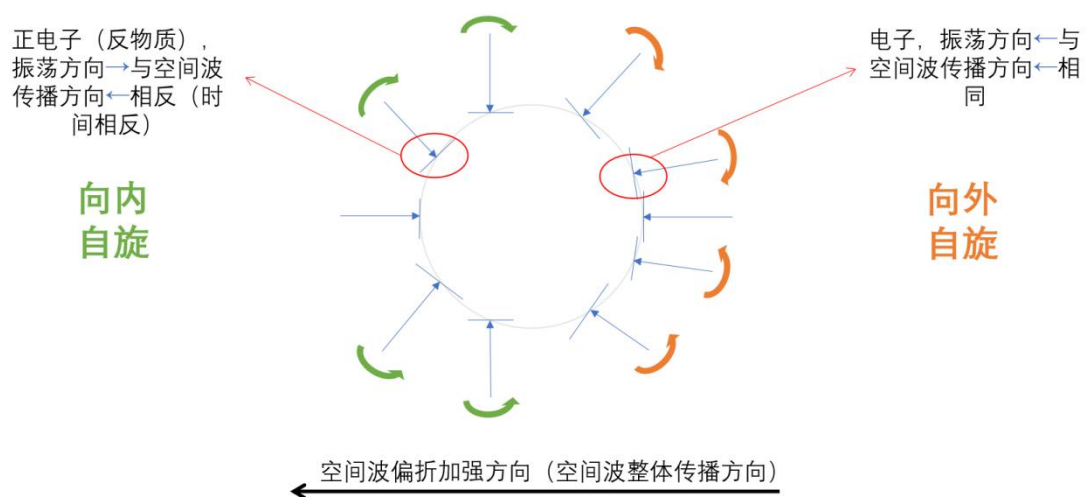 正电子（反物质），
振荡方向→与空间波
传播方向←相反（时
间相反）
电子，振荡方向←与
空间波传播方向←相
同
向内
自旋
向外
自旋
空间波偏折加强方向（空间波整体传播方向）